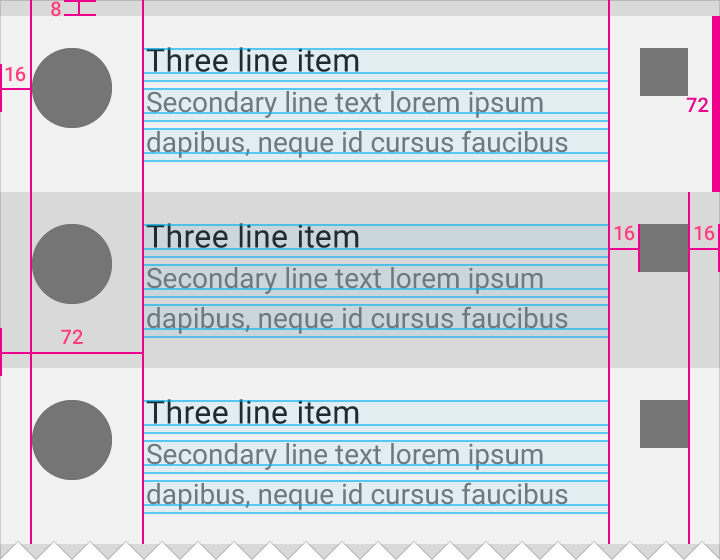 8
Three line item
16
Secondary line text lorem ipsum
72
dapibus, neque id cursus faucibus
Three line item
16
16
Secondary line text lorem ipsum
dapibus, neque id cursus faucibus
72
Three line item
Secondary line text lorem ipsum
dapibus, neque id cursus faucibus